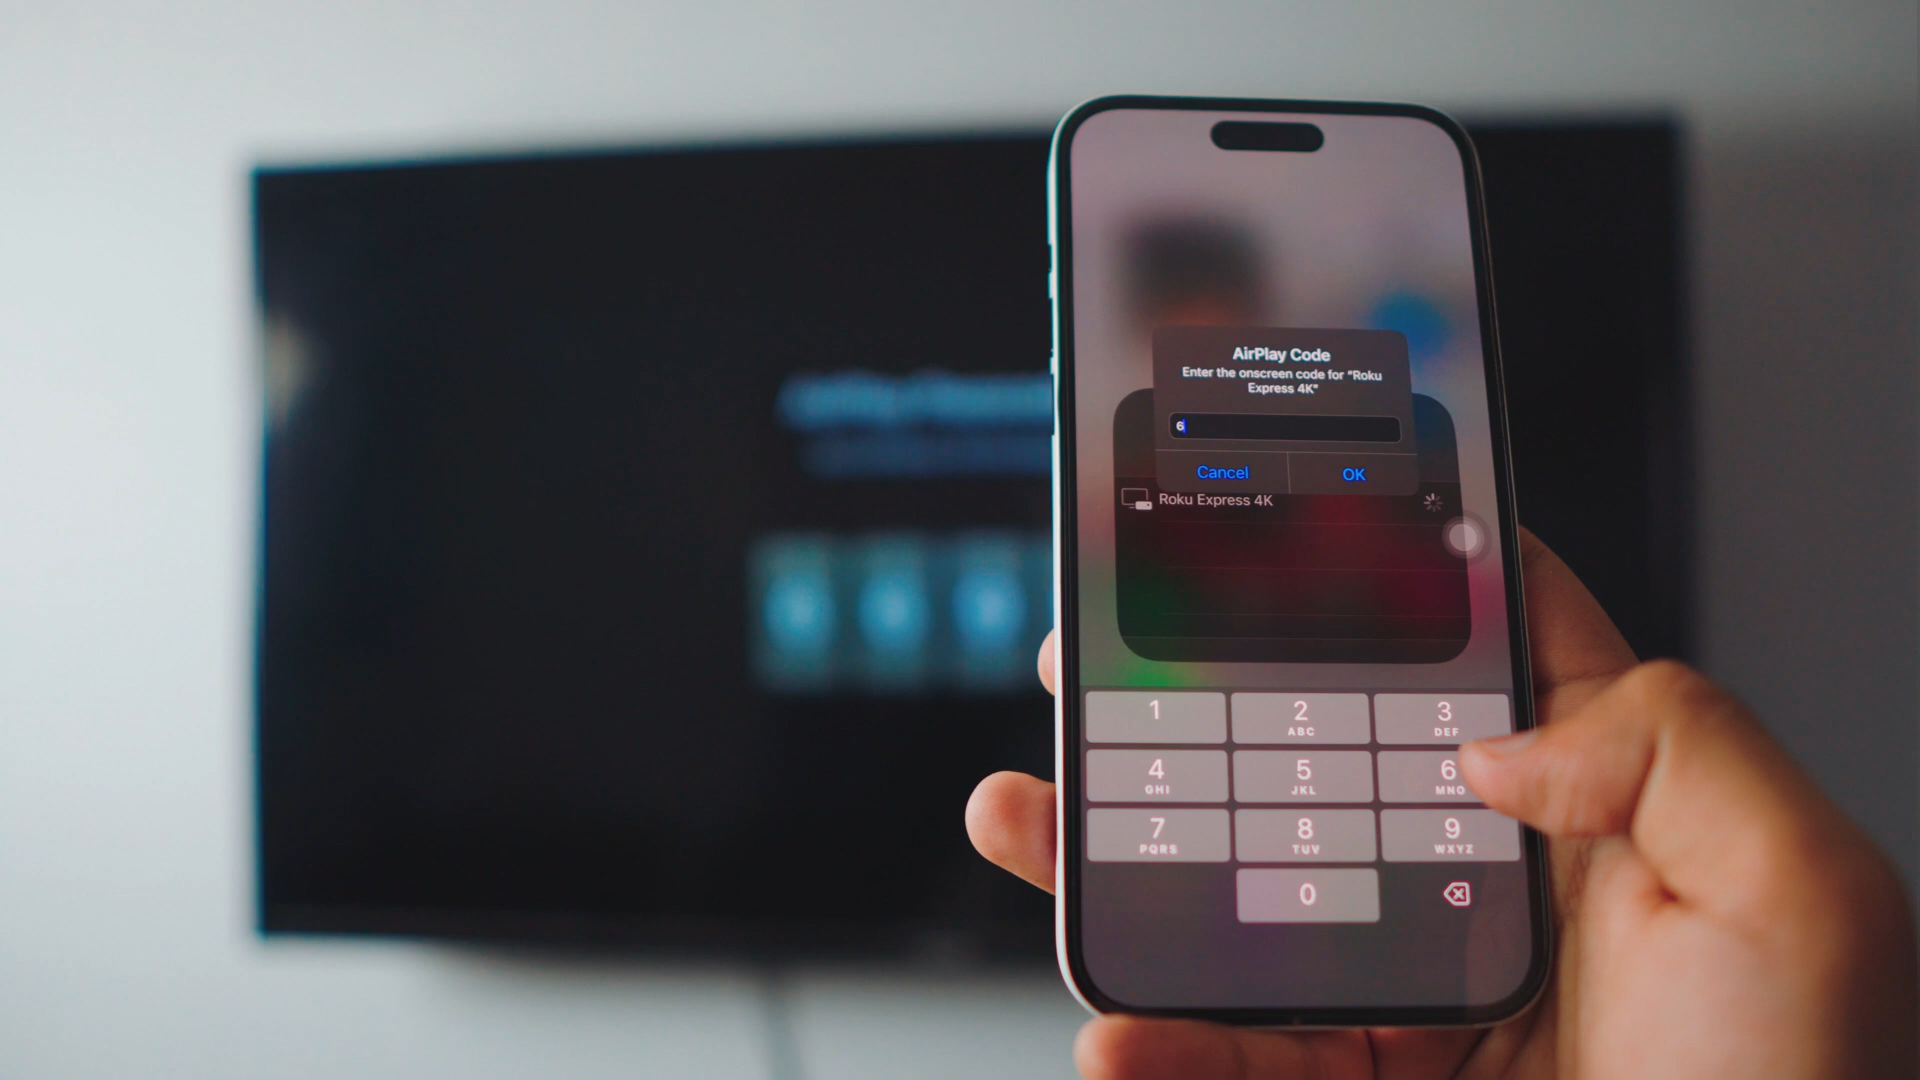 AirPlay Code
Enter the onscreen code for "Roku
Express 4K"
6
Cancel
OK
Roku Express 4K
1
2
ABC
3
DEF
4
GHI
5
JKL
6
MNO
7
PQRS
8
TUV
9
WXYZ
0